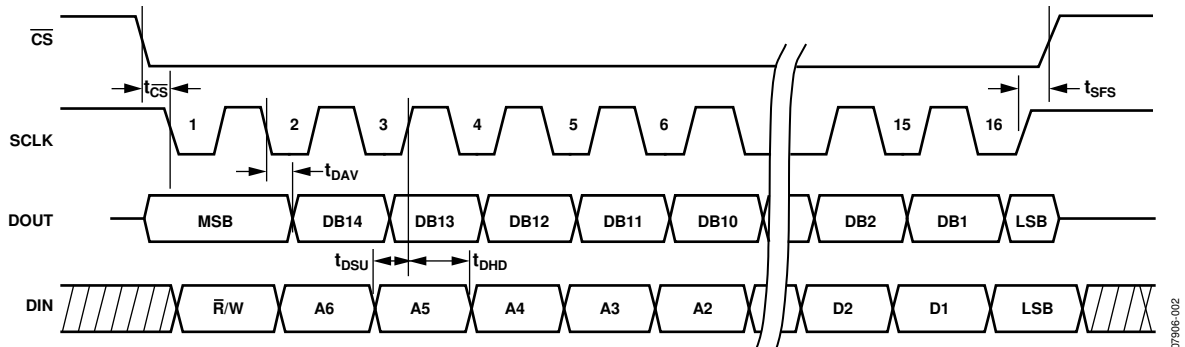 CS
tCS
tSFS
SCLK
1 2 3 4 5 6 15 16
tDAV
DOUT
MSB DB14 DB13 DB12 DB11 DB10 DB2 DB1 LSB
tDSU
tDHD
DIN
R/W A6 A5 A4 A3 A2 D2 D1 LSB
07906-002